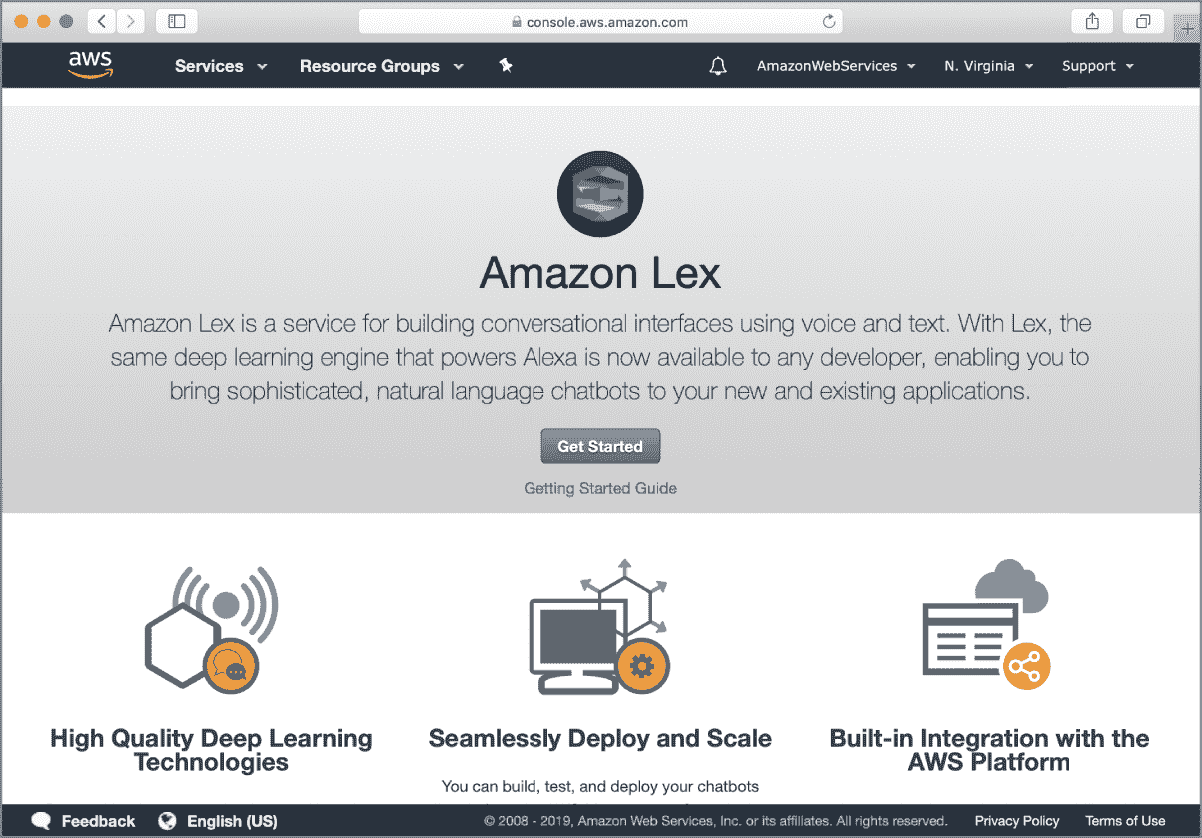 console.aws.amazon.com
aws Services Resource Groups AmazonWebServices N. Virginia Support
Amazon Lex
Amazon Lex is a service for building conversational interfaces using voice and text. With Lex, the
same deep learning engine that powers Alexa is now available to any developer, enabling you to
bring sophisticated, natural language chatbots to your new and existing applications.
Get Started
Getting Started Guide
High Quality Deep Learning
Technologies
Seamlessly Deploy and Scale
You can build, test, and deploy your chatbots
Built-in Integration with the
AWS Platform
Feedback English (US) © 2008 - 2019, Amazon Web Services, Inc. or its affiliates. All rights reserved. Privacy Policy Terms of Use